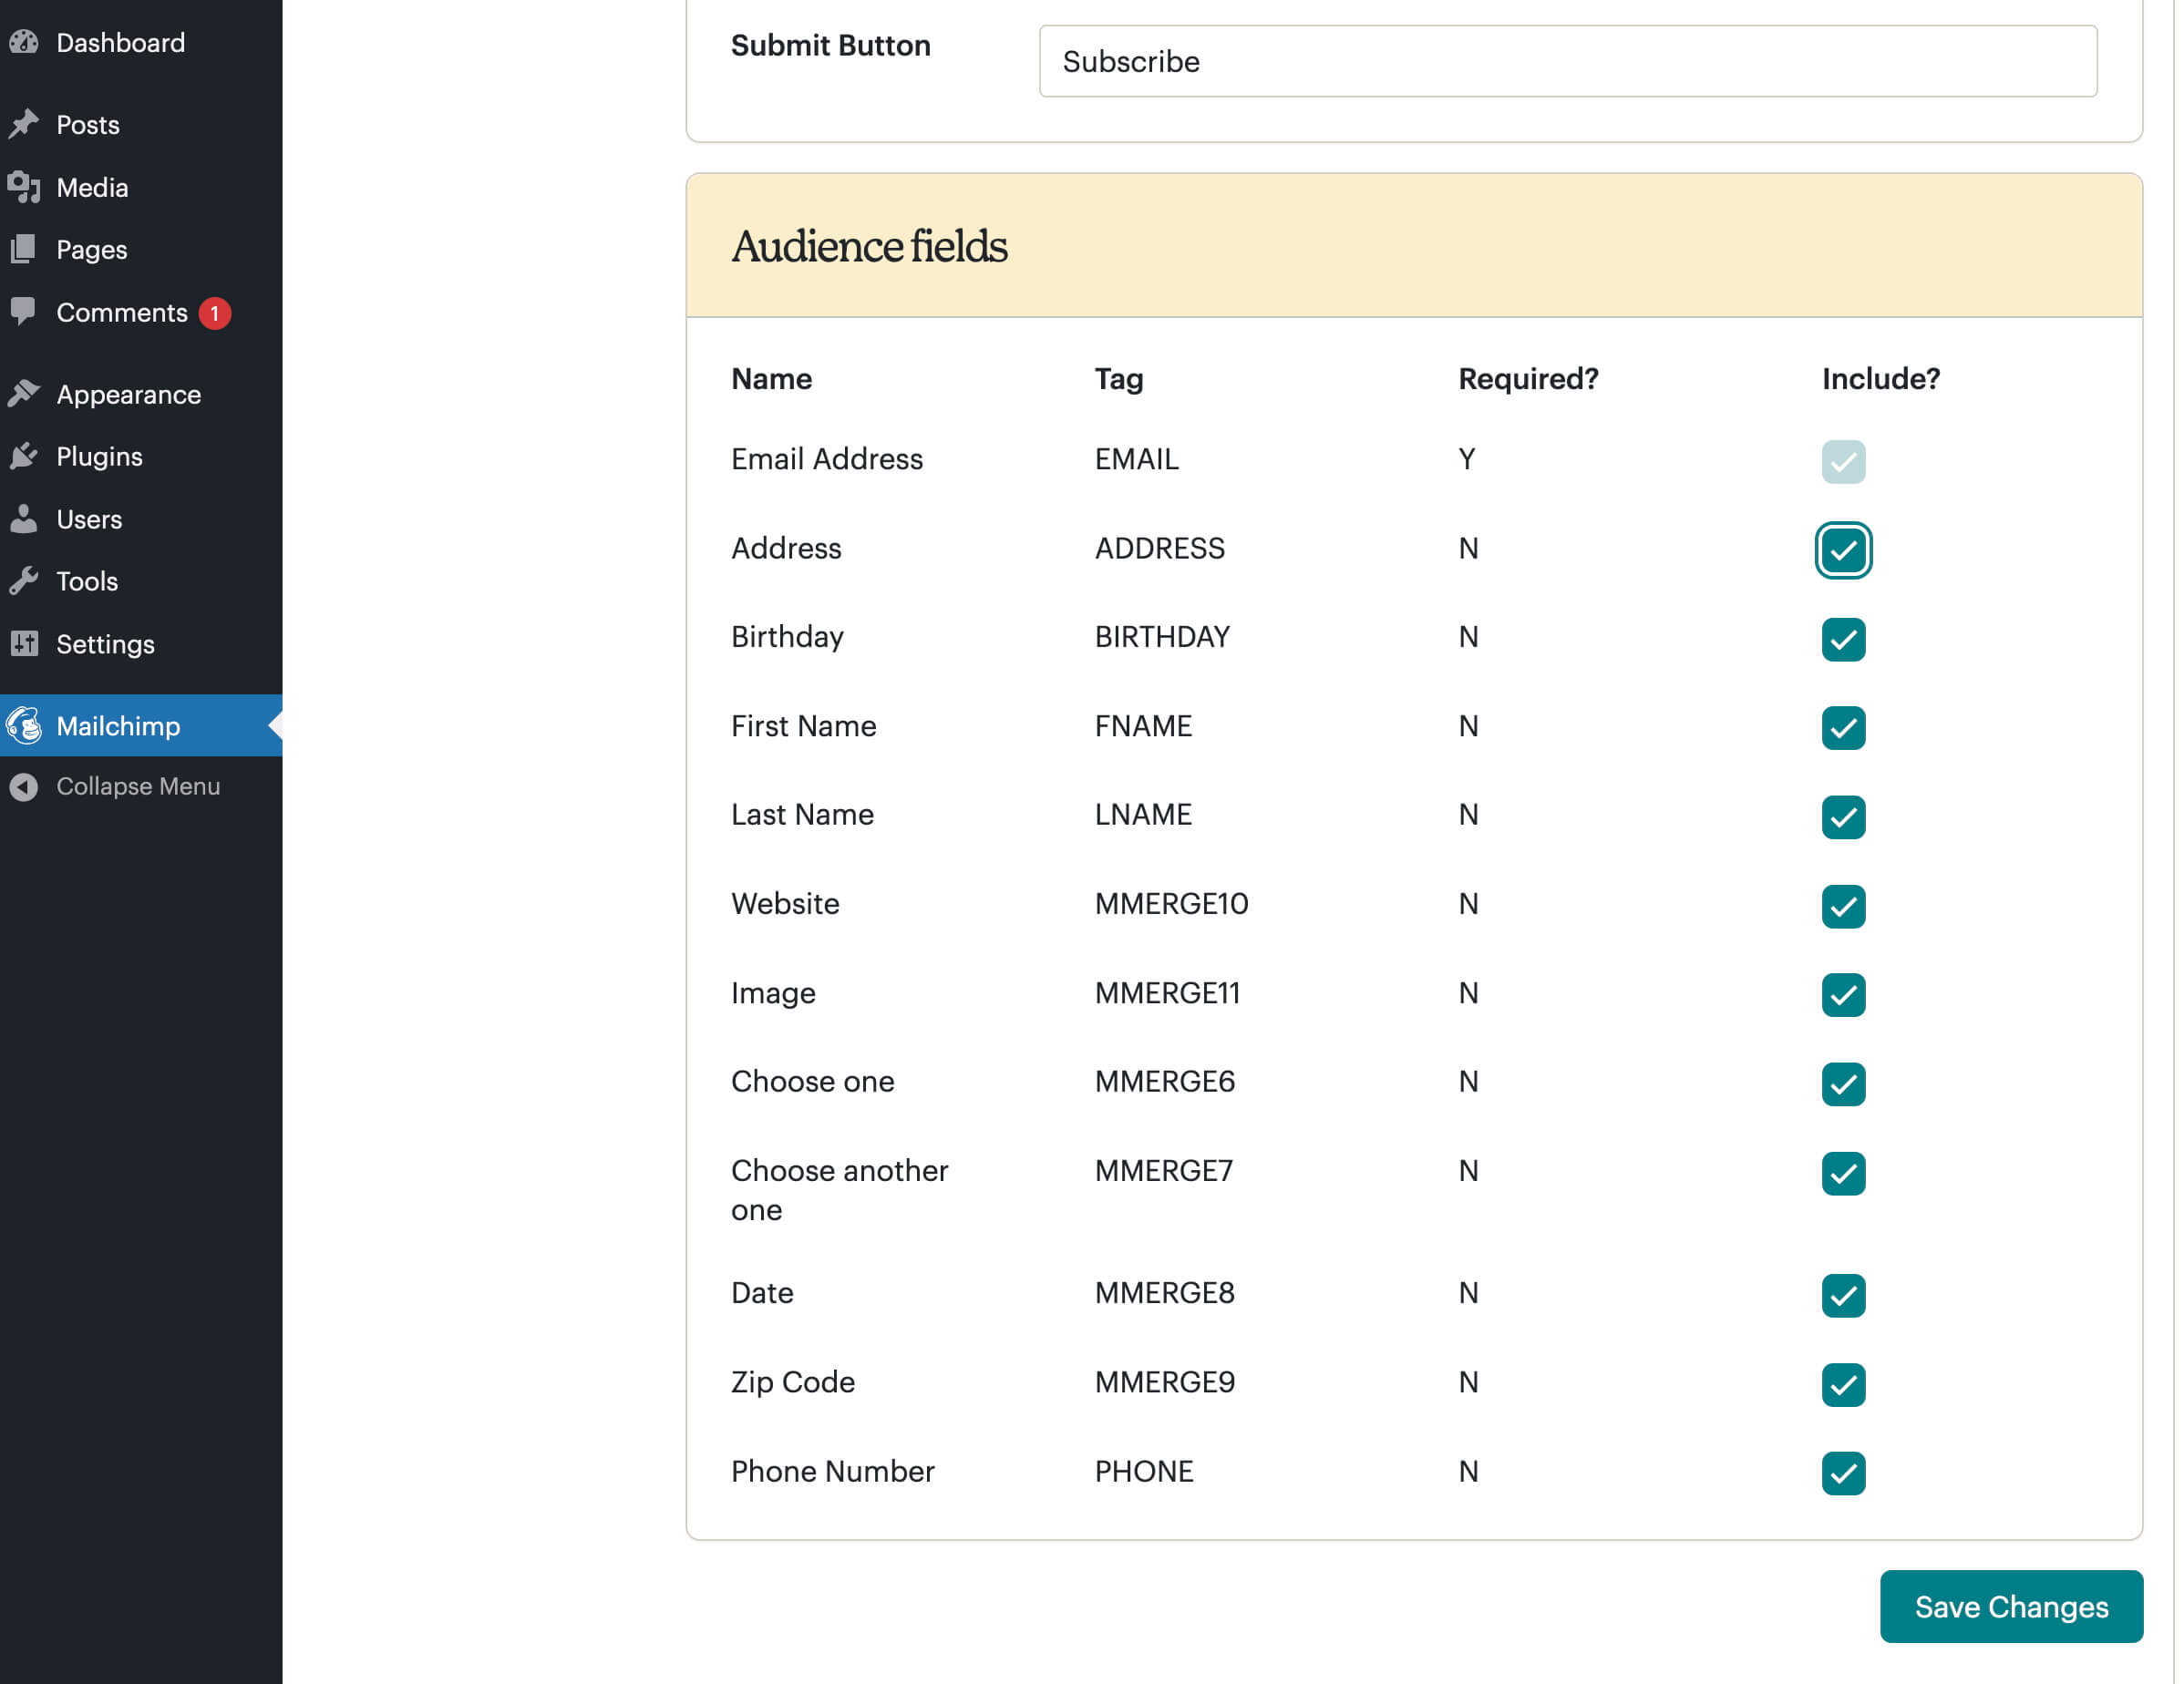 Dashboard
Posts
Media
Pages
Comments 1
Appearance
Plugins
Users
Tools
Settings
Mailchimp
Collapse Menu
Submit Button Subscribe
Audience fields
Name Tag Required? Include?
Email Address EMAIL Y
Address ADDRESS N
Birthday BIRTHDAY N
First Name FNAME N
Last Name LNAME N
Website MMERGE10 N
Image MMERGE11 N
Choose one MMERGE6 N
Choose another MMERGE7 N
one
Date MMERGE8 N
Zip Code MMERGE9 N
Phone Number PHONE N
Save Changes